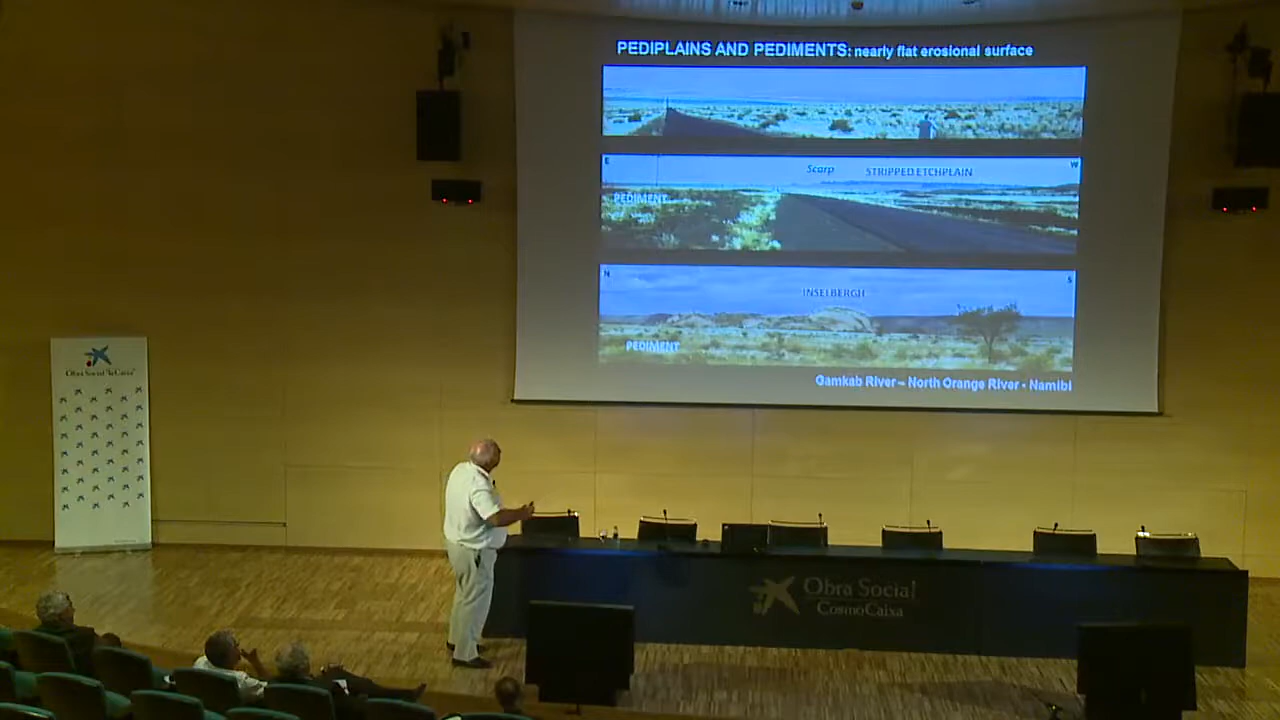 PEDIPLAINS AND PEDIMENTS: nearly flat erosional surface
E
Scarp
STRIPPED ETCHPLAIN
W
PEDIMENT
N
INSELBERGH
S
PEDIMENT
Gamkab River – North Orange River - Namibi
Obra Social "la Caixa"
Obra Social
CosmoCaixa